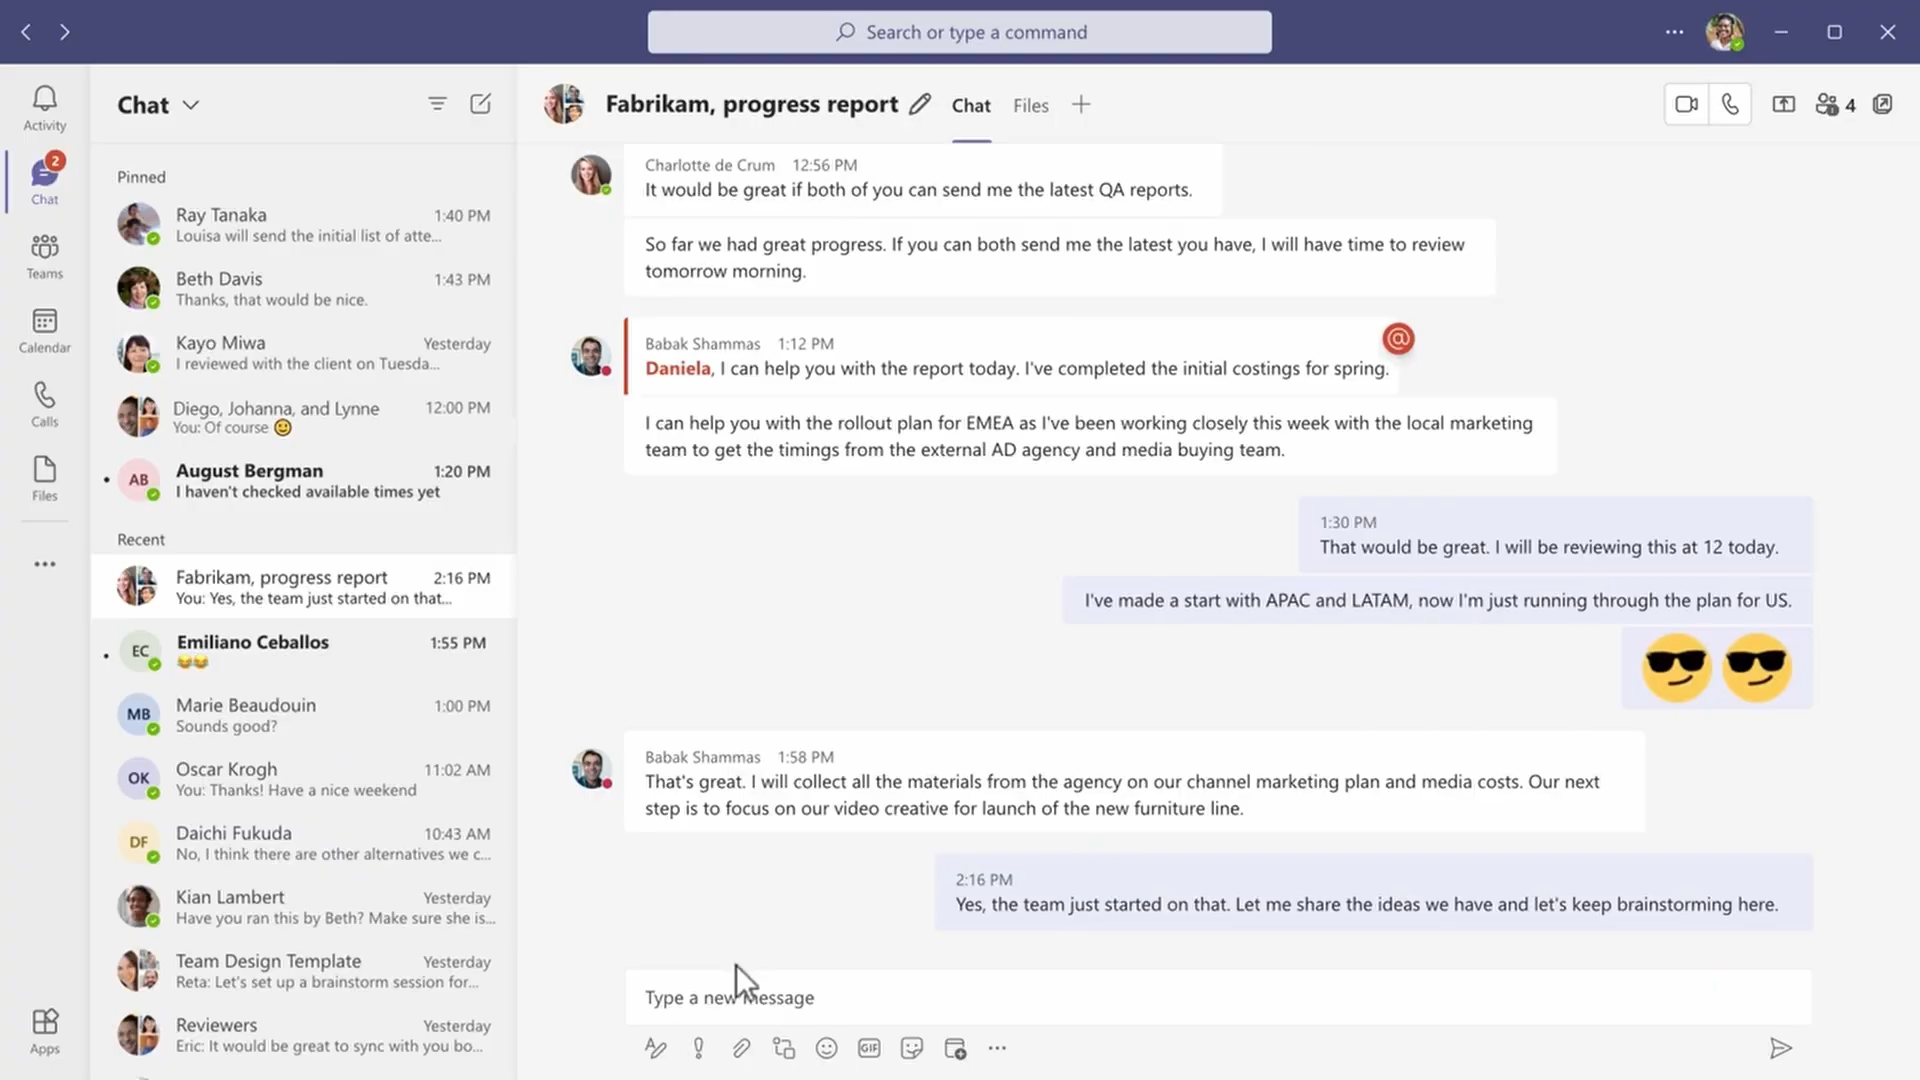 Search or type a command
Activity
2
Chat
Teams
Calendar
Calls
Files
Apps
Chat
Pinned
Ray Tanaka 1:40 PM
Louisa will send the initial list of atte...
Beth Davis 1:43 PM
Thanks, that would be nice.
Kayo Miwa Yesterday
I reviewed with the client on Tuesda...
Diego, Johanna, and Lynne 12:00 PM
You: Of course 🙂
AB August Bergman 1:20 PM
I haven't checked available times yet
Recent
Fabrikam, progress report 2:16 PM
You: Yes, the team just started on that...
EC Emiliano Ceballos 1:55 PM
😂😂
MB Marie Beaudouin 1:00 PM
Sounds good?
OK Oscar Krogh 11:02 AM
You: Thanks! Have a nice weekend
DF Daichi Fukuda 10:43 AM
No, I think there are other alternatives we c...
Kian Lambert Yesterday
Have you ran this by Beth? Make sure she is...
Team Design Template Yesterday
Reta: Let's set up a brainstorm session for...
Reviewers Yesterday
Eric: It would be great to sync with you bo...
Fabrikam, progress report Chat Files 4
Charlotte de Crum 12:56 PM
It would be great if both of you can send me the latest QA reports.
So far we had great progress. If you can both send me the latest you have, I will have time to review
tomorrow morning.
@
Babak Shammas 1:12 PM
Daniela, I can help you with the report today. I've completed the initial costings for spring.
I can help you with the rollout plan for EMEA as I've been working closely this week with the local marketing
team to get the timings from the external AD agency and media buying team.
1:30 PM
That would be great. I will be reviewing this at 12 today.
I've made a start with APAC and LATAM, now I'm just running through the plan for US.
😎😎
Babak Shammas 1:58 PM
That's great. I will collect all the materials from the agency on our channel marketing plan and media costs. Our next
step is to focus on our video creative for launch of the new furniture line.
2:16 PM
Yes, the team just started on that. Let me share the ideas we have and let's keep brainstorming here.
Type a new message
GIF